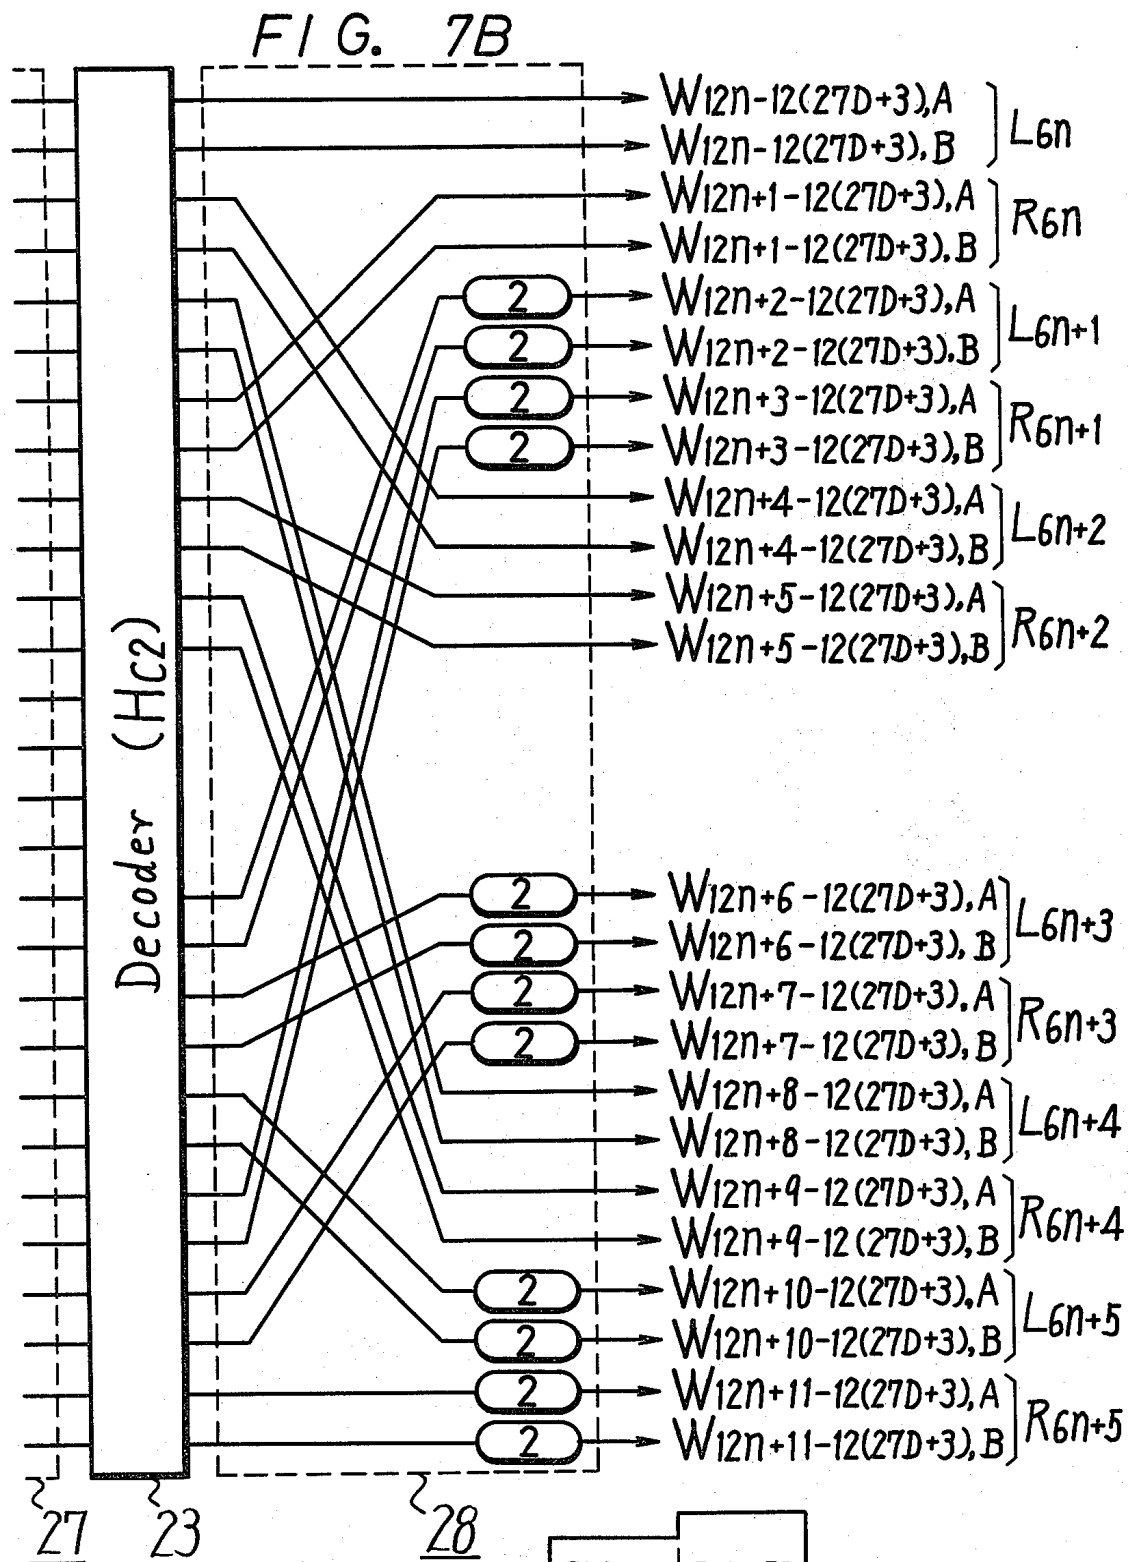 FIG. 7B
W12n-12(27D+3),A
W12n-12(27D+3),B
L6n
W12n+1-12(27D+3),A
W12n+1-12(27D+3),B
R6n
2
W12n+2-12(27D+3),A
2
W12n+2-12(27D+3),B
L6n+1
2
W12n+3-12(27D+3),A
2
W12n+3-12(27D+3),B
R6n+1
W12n+4-12(27D+3),A
W12n+4-12(27D+3),B
L6n+2
W12n+5-12(27D+3),A
W12n+5-12(27D+3),B
R6n+2
Decoder (HC2)
2
W12n+6-12(27D+3),A
2
W12n+6-12(27D+3),B
L6n+3
2
W12n+7-12(27D+3),A
2
W12n+7-12(27D+3),B
R6n+3
W12n+8-12(27D+3),A
W12n+8-12(27D+3),B
L6n+4
W12n+9-12(27D+3),A
W12n+9-12(27D+3),B
R6n+4
2
W12n+10-12(27D+3),A
2
W12n+10-12(27D+3),B
L6n+5
2
W12n+11-12(27D+3),A
2
W12n+11-12(27D+3),B
R6n+5
27 23 28